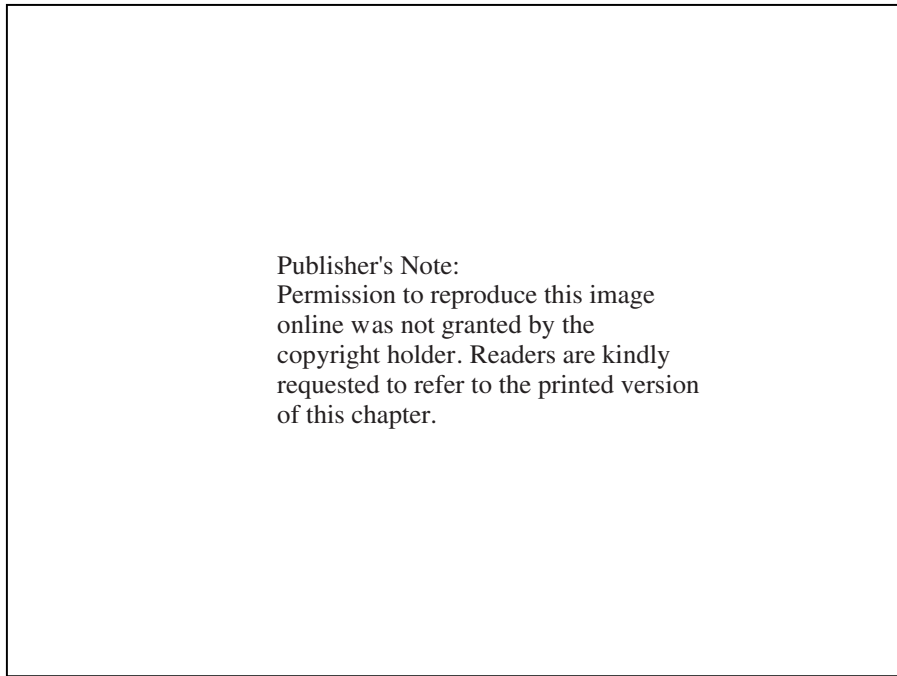 Publisher's Note:
Permission to reproduce this image
online was not granted by the
copyright holder. Readers are kindly
requested to refer to the printed version
of this chapter.